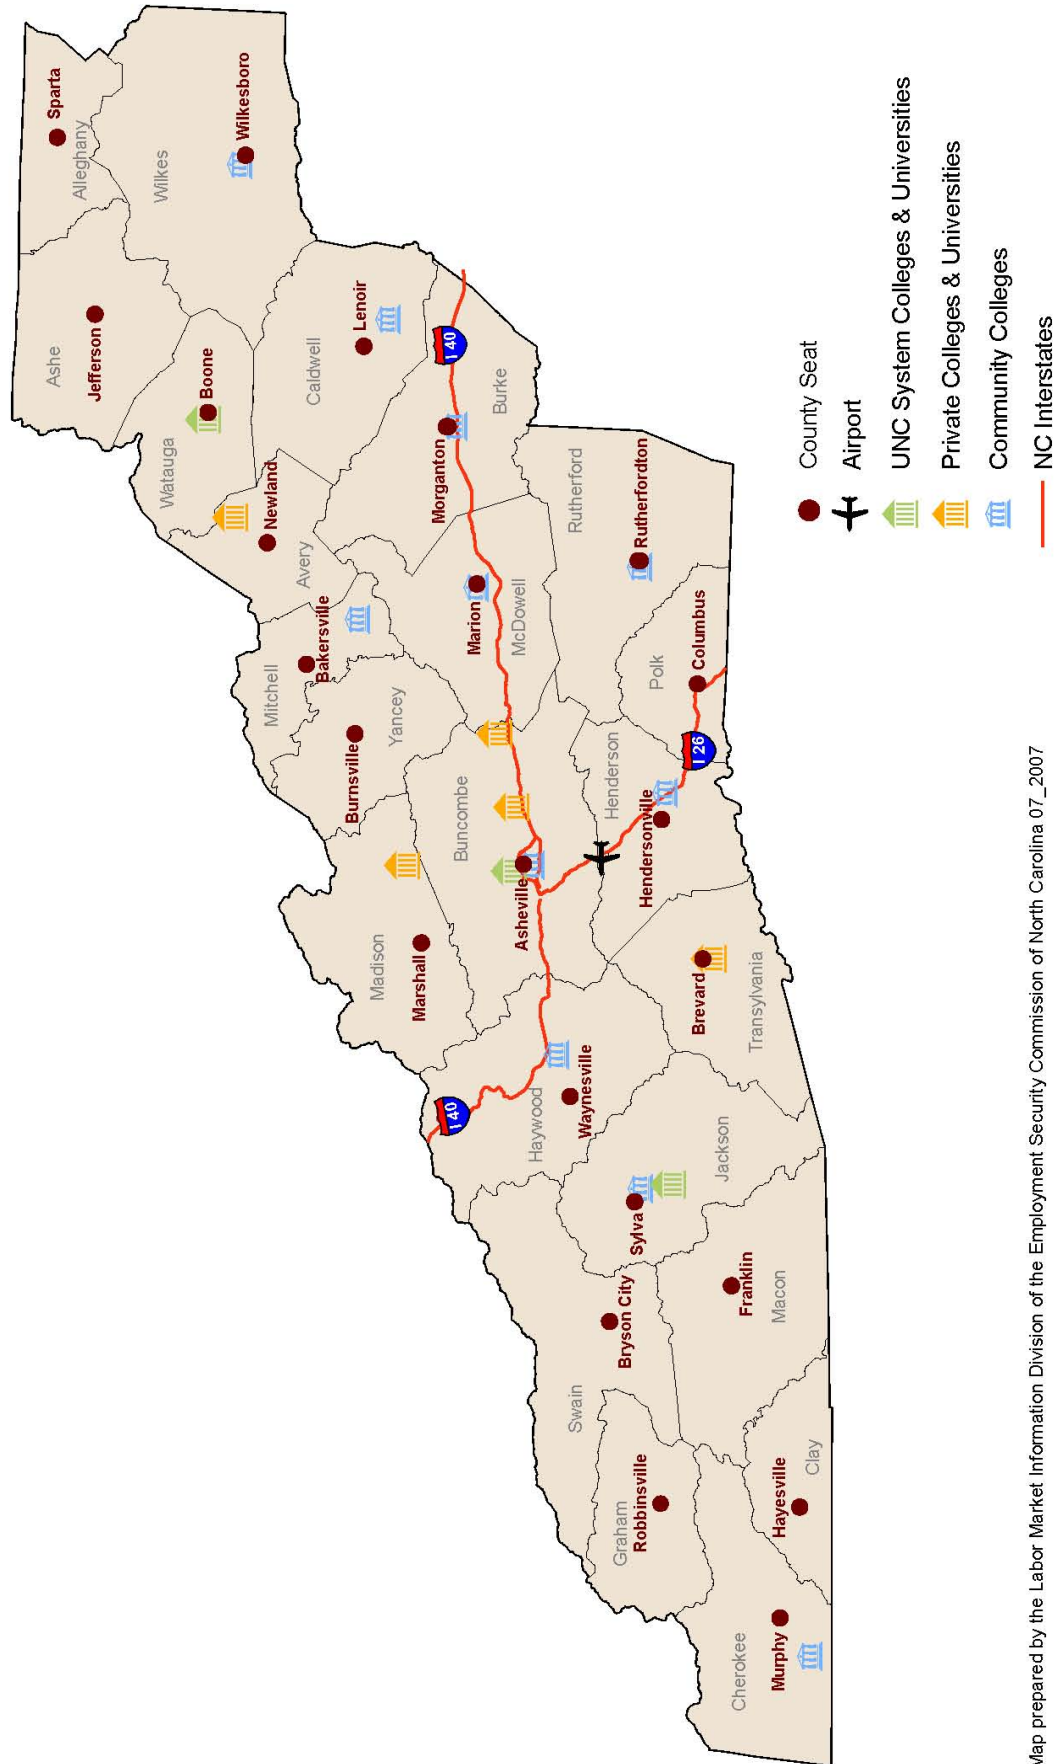 Sparta
Alleghany
Wilkesboro
Wilkes
Ashe
Jefferson
Boone
Watauga
Lenoir
Caldwell
I 40
Burke
Morganton
Newland
Avery
Bakersville
Mitchell
Burnsville
Yancey
Marion
McDowell
Rutherford
Rutherfordton
Columbus
Polk
I 26
Henderson
Hendersonville
Buncombe
Asheville
Madison
Marshall
Brevard
Transylvania
I 40
Haywood
Waynesville
Jackson
Sylva
Bryson City
Swain
Franklin
Macon
Graham
Robbinsville
Hayesville
Clay
Cherokee
Murphy
County Seat
Airport
UNC System Colleges & Universities
Private Colleges & Universities
Community Colleges
NC Interstates
Map prepared by the Labor Market Information Division of the Employment Security Commission of North Carolina 07_2007